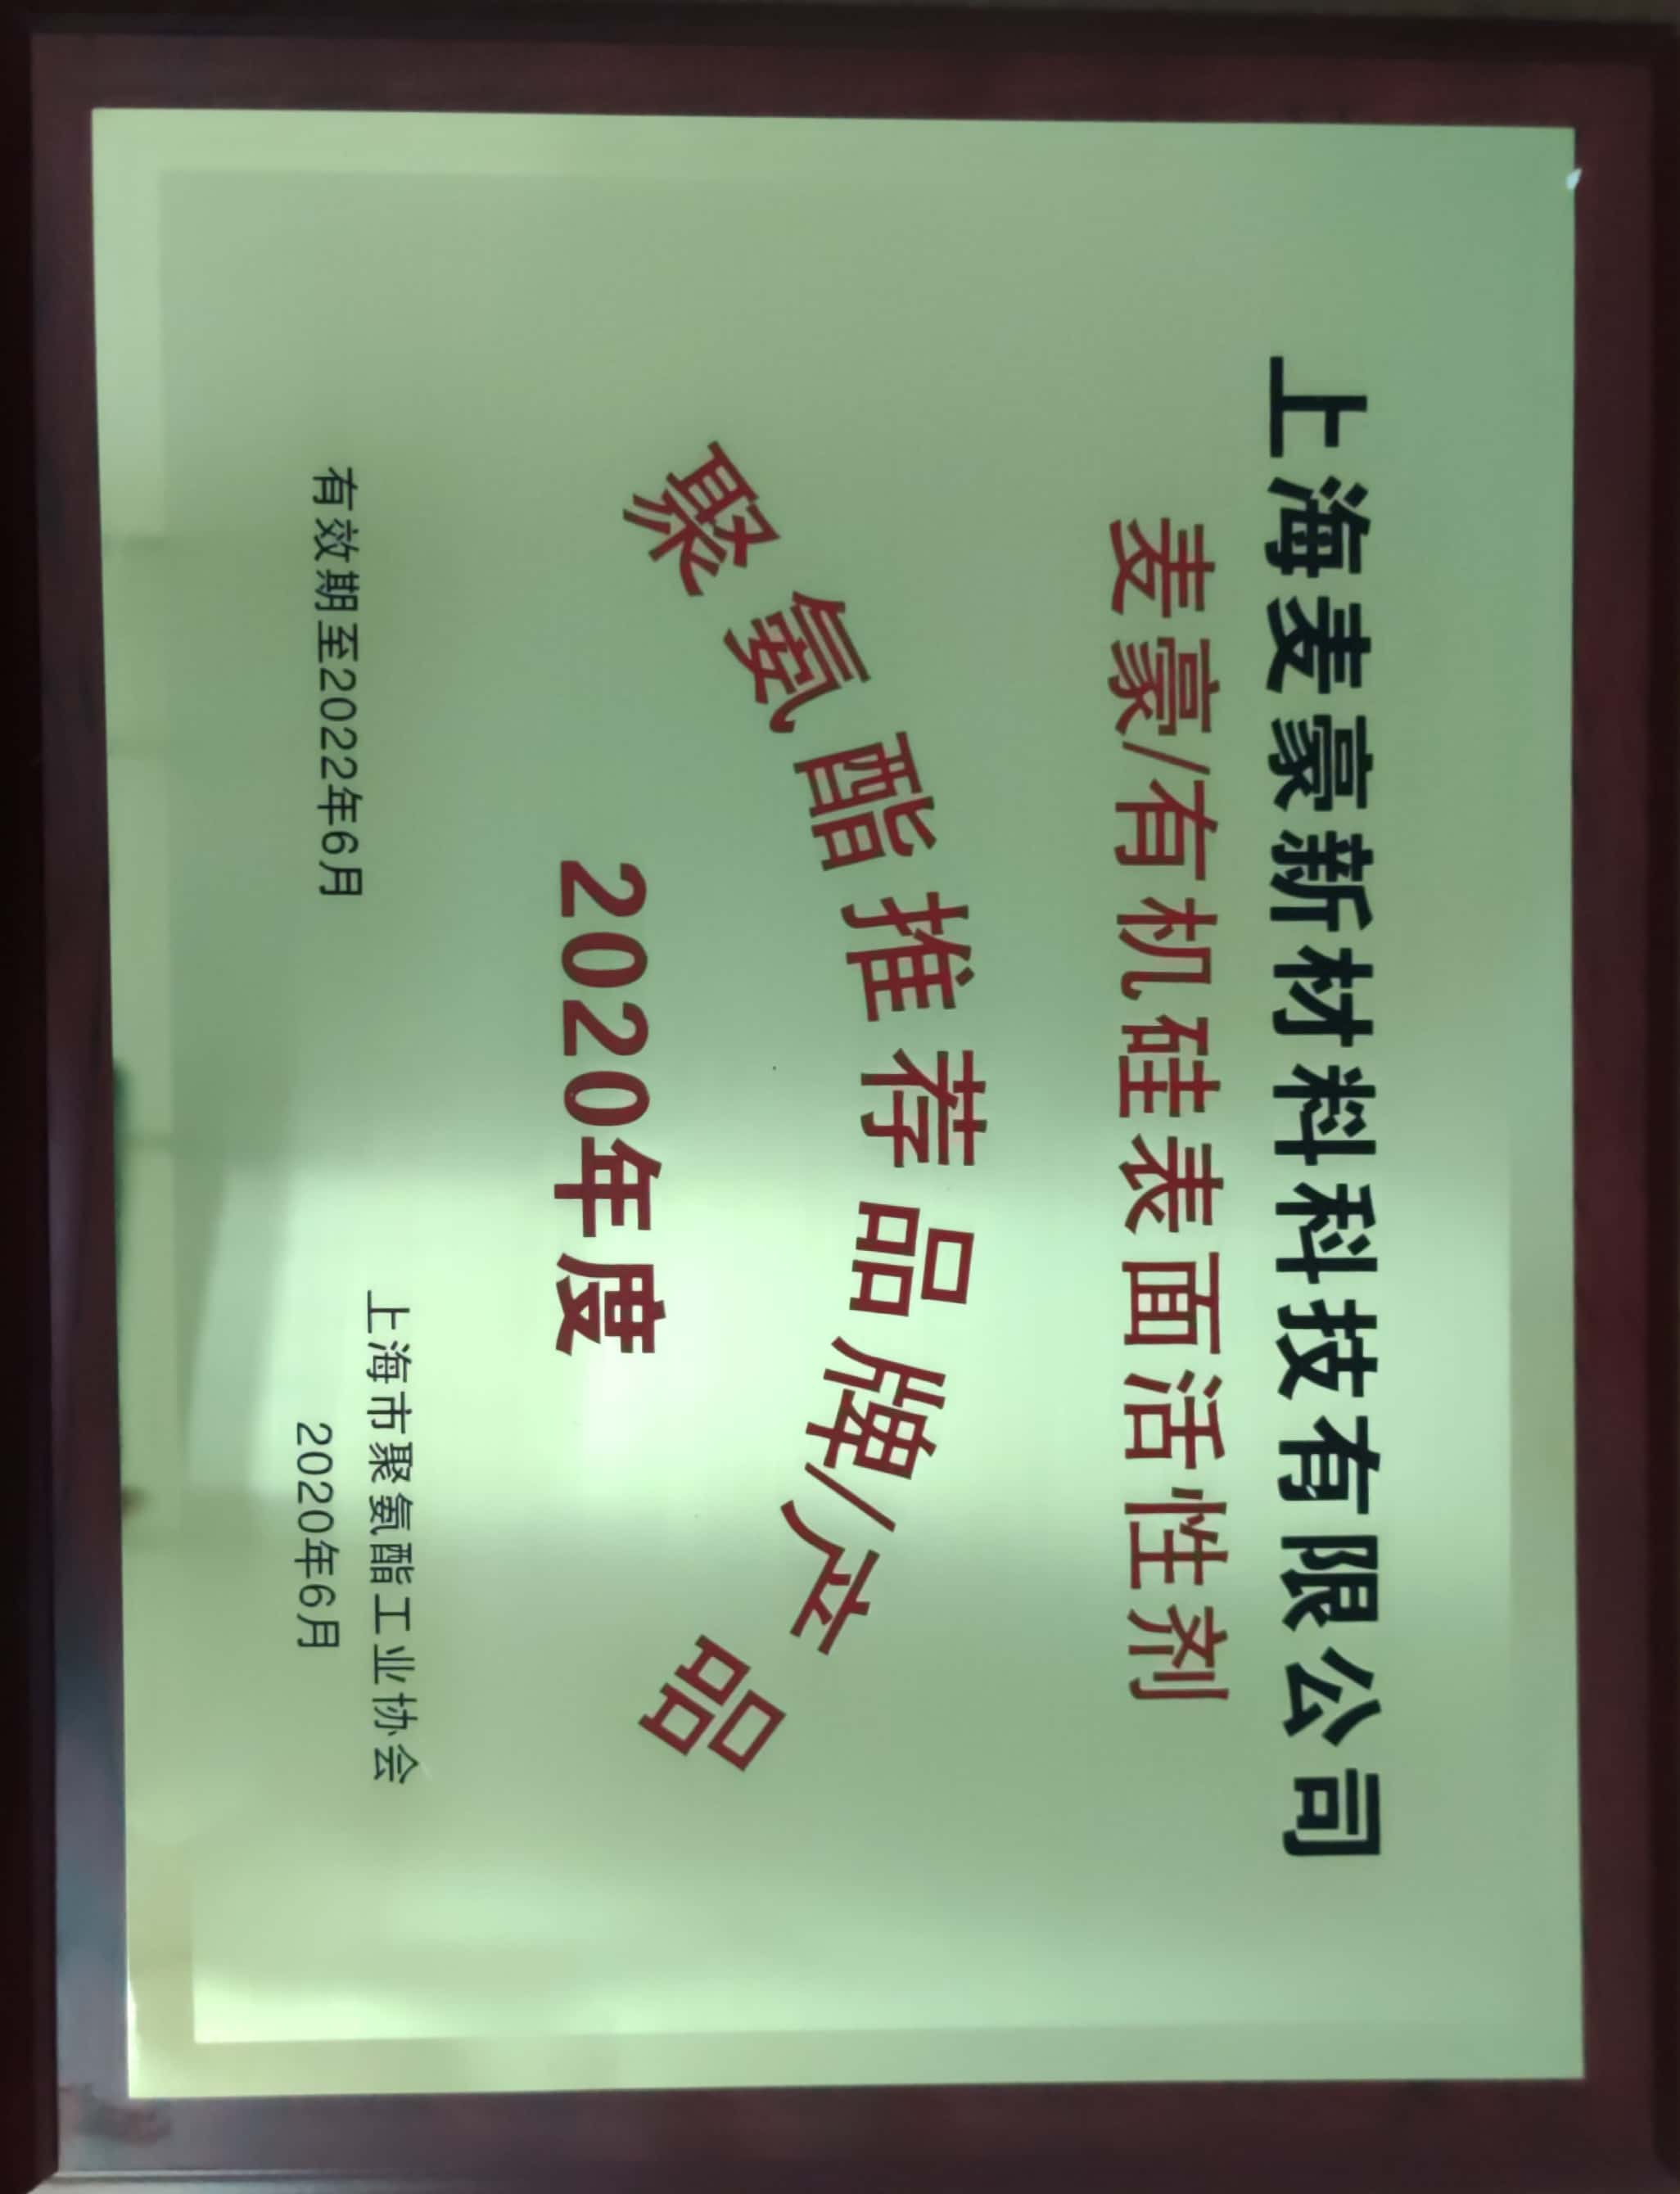 上海麦豪新材料科技有限公司
麦豪/有机硅表面活性剂
聚氨酯推荐品牌/产品
2020年度
上海市聚氨酯工业协会
有效期至2022年6月
2020年6月